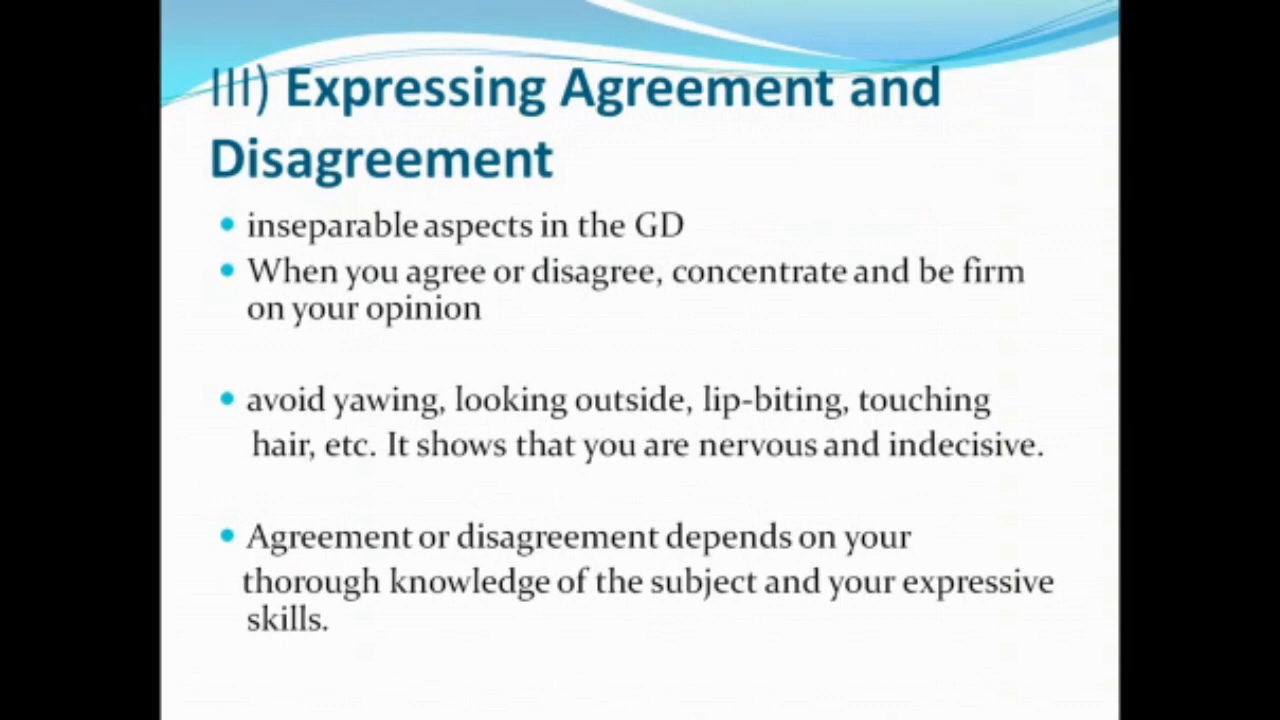 III) Expressing Agreement and
Disagreement
• inseparable aspects in the GD
• When you agree or disagree, concentrate and be firm
on your opinion
• avoid yawing, looking outside, lip-biting, touching
hair, etc. It shows that you are nervous and indecisive.
• Agreement or disagreement depends on your
thorough knowledge of the subject and your expressive
skills.